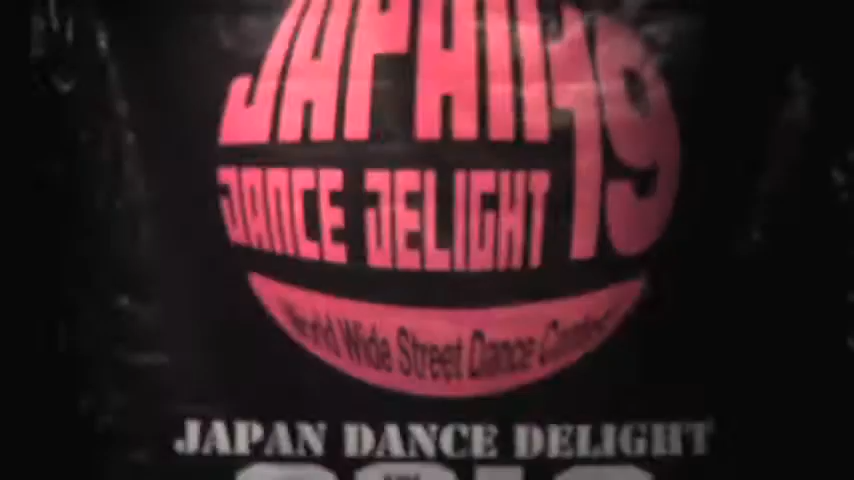 JAPAN 19
DANCE DELIGHT
World Wide Street Dance Contest
JAPAN DANCE DELIGHT